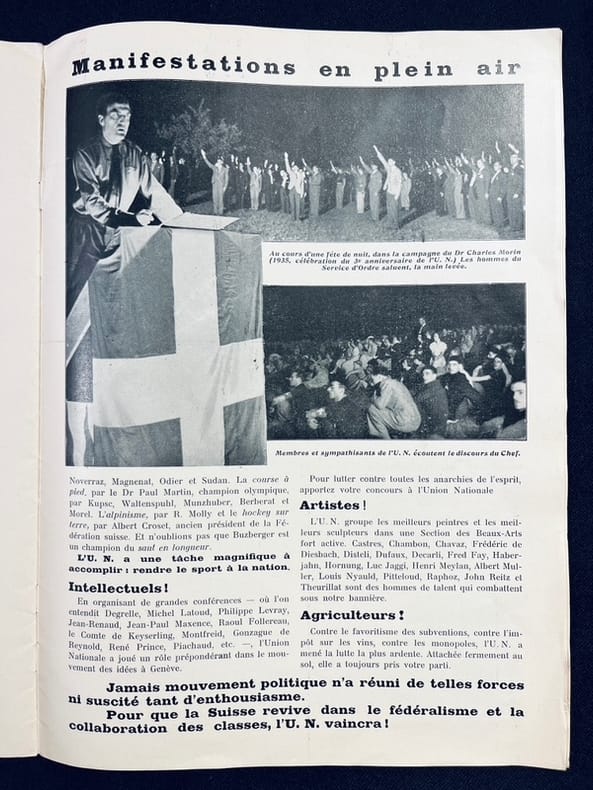 Manifestations en plein air
Au cours d'une fête de nuit, dans la campagne du Dr Charles Morin
(1935, célébration du 3e anniversaire de l'U. N.) Les hommes du
Service d'Ordre saluent, la main levée.
Membres et sympathisants de l'U. N. écoutent le discours du Chef.
Noverraz, Magnenat, Odier et Sudan. La course à
pied, par le Dr Paul Martin, champion olympique,
par Kupsc, Waltenspuhl, Munzhuber, Berberat et
Morel. L'alpinisme, par R. Molly et le hockey sur
terre, par Albert Croset, ancien président de la Fé-
dération suisse. Et n'oublions pas que Buzberger est
un champion du saut en longueur.
L'U. N. a une tâche magnifique à
accomplir : rendre le sport à la nation.
Intellectuels !
En organisant de grandes conférences — où l'on
entendit Degrelle, Michel Latoud, Philippe Levray,
Jean-Renaud, Jean-Paul Maxence, Raoul Follereau,
le Comte de Keyserling, Montfreid, Gonzague de
Reynold, René Prince, Piachaud, etc. —, l'Union
Nationale a joué un rôle prépondérant dans le mou-
vement des idées à Genève.
Pour lutter contre toutes les anarchies de l'esprit,
apportez votre concours à l'Union Nationale
Artistes !
L'U. N. groupe les meilleurs peintres et les meil-
leurs sculpteurs dans une Section des Beaux-Arts
fort active. Castres, Chambon, Chavaz, Frédéric de
Diesbach, Disteli, Dufaux, Decarli, Fred Fay, Haber-
jahn, Hornung, Luc Jaggi, Henri Meylan, Albert Mul-
ler, Louis Nyauld, Pitteloud, Raphoz, John Reitz et
Theurillat sont des hommes de talent qui combattent
sous notre bannière.
Agriculteurs !
Contre le favoritisme des subventions, contre l'im-
pôt sur les vins, contre les monopoles, l'U. N. a
mené la lutte la plus ardente. Attachée fermement au
sol, elle a toujours pris votre parti.
Jamais mouvement politique n'a réuni de telles forces
ni suscité tant d'enthousiasme.
Pour que la Suisse revive dans le fédéralisme et la
collaboration des classes, l'U. N. vaincra !